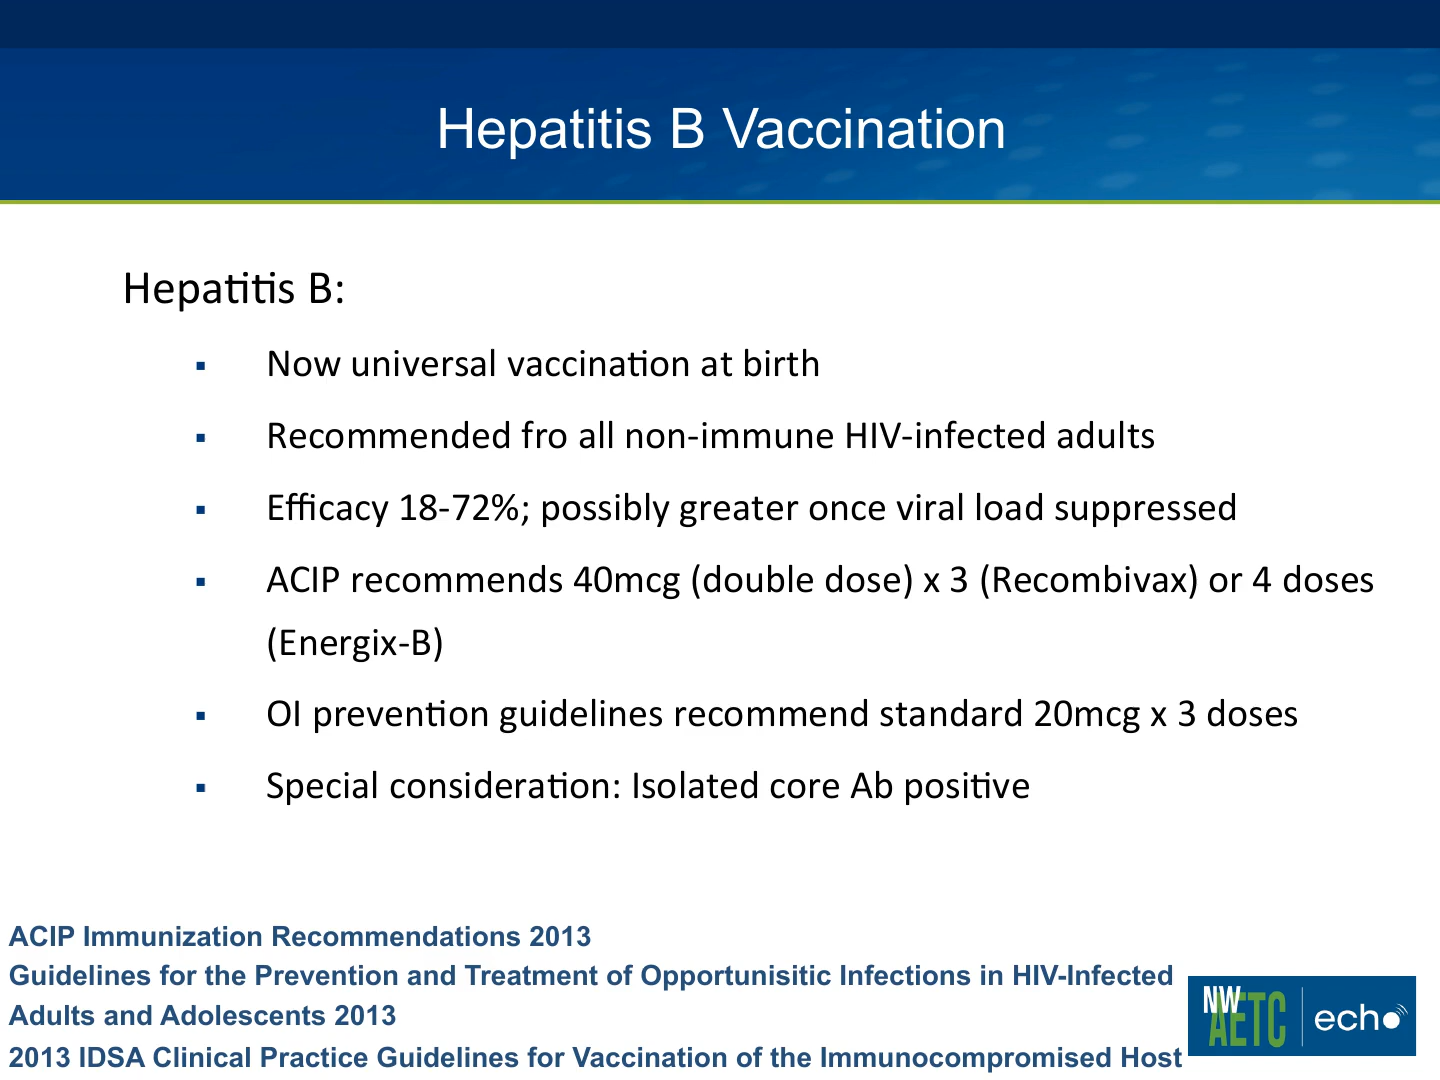 Hepatitis B Vaccination
Hepatitis B:
▪ Now universal vaccination at birth
▪ Recommended fro all non-immune HIV-infected adults
▪ Efficacy 18-72%; possibly greater once viral load suppressed
▪ ACIP recommends 40mcg (double dose) x 3 (Recombivax) or 4 doses
(Energix-B)
▪ OI prevention guidelines recommend standard 20mcg x 3 doses
▪ Special consideration: Isolated core Ab positive
ACIP Immunization Recommendations 2013
Guidelines for the Prevention and Treatment of Opportunisitic Infections in HIV-Infected
Adults and Adolescents 2013
2013 IDSA Clinical Practice Guidelines for Vaccination of the Immunocompromised Host
NW AETC echo